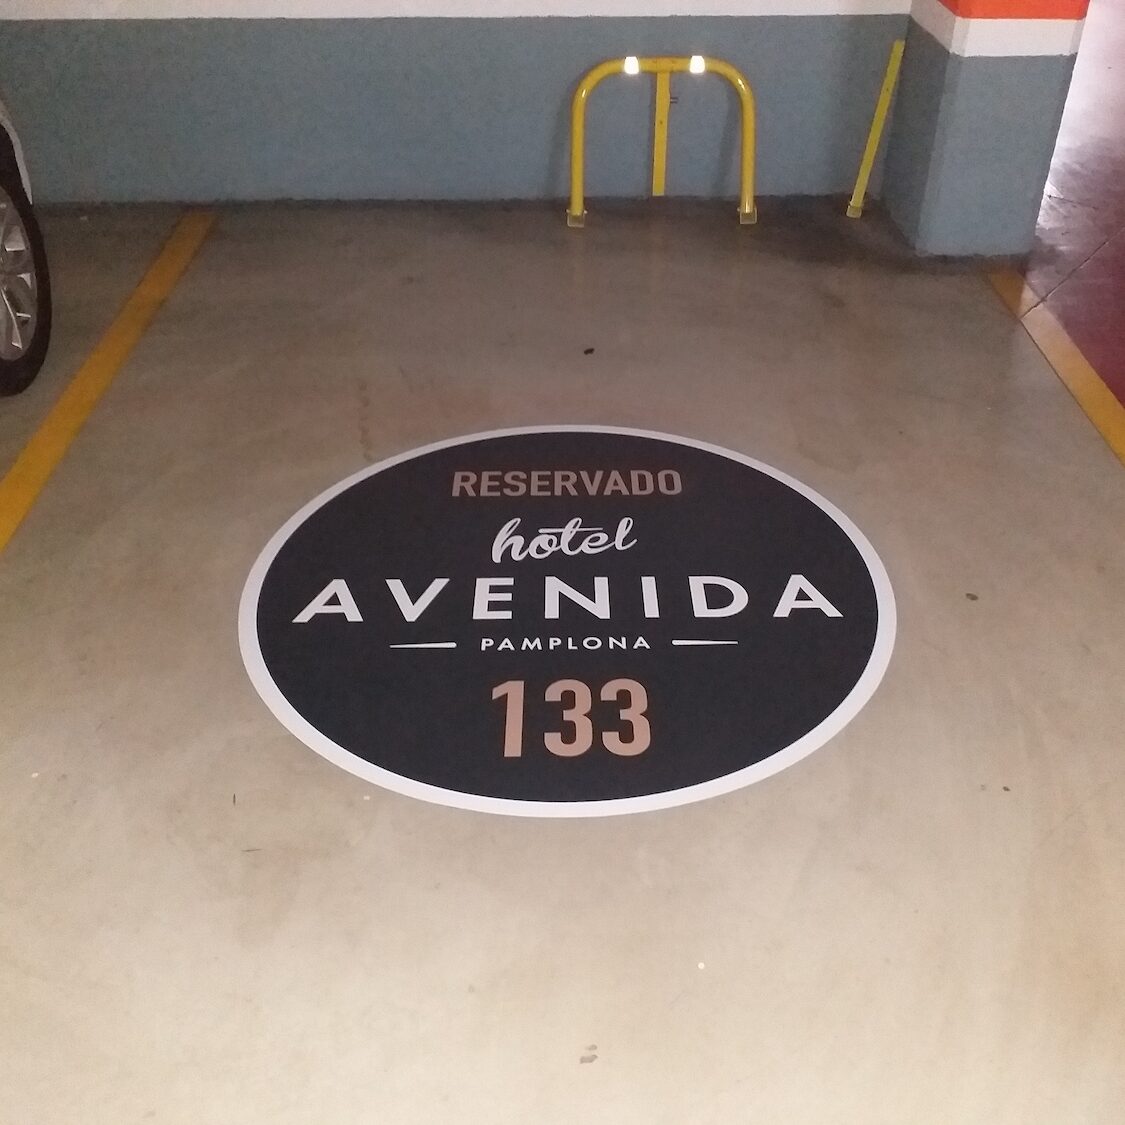 RESERVADO
hotel
AVENIDA
PAMPLONA
133